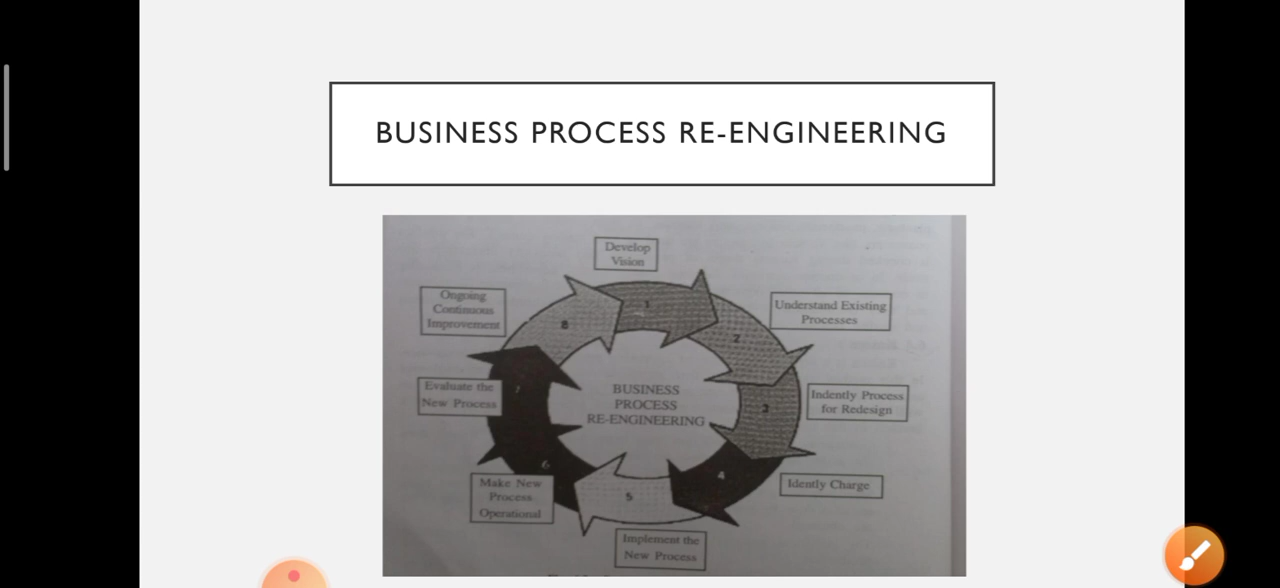 BUSINESS PROCESS RE-ENGINEERING
Develop
Vision
1
Understand Existing
Processes
2
Indently Process
for Redesign
3
Idently Charge
4
Implement the
New Process
5
Make New
Process
Operational
6
Evaluate the
New Process
7
Ongoing
Continuous
Improvement
8
BUSINESS
PROCESS
RE-ENGINEERING